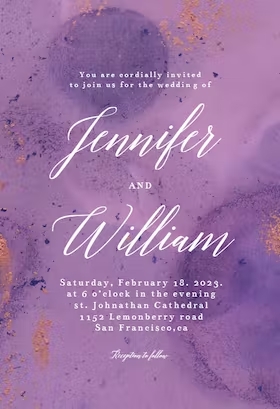 You are cordially invited
to join us for the wedding of
Jennifer
AND
William
Saturday, February 18. 2023.
at 6 o'clock in the evening
st. Johnathan Cathedral
1152 Lemonberry road
San Francisco,ca
Reception to follow